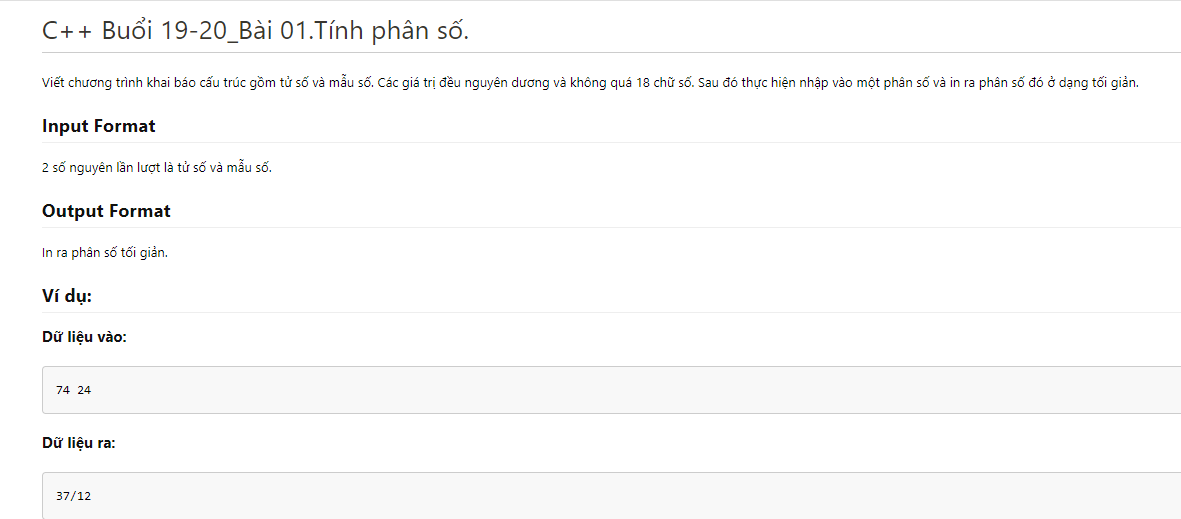 C++ Buổi 19-20_Bài 01.Tính phân số.
Viết chương trình khai báo cấu trúc gồm tử số và mẫu số. Các giá trị đều nguyên dương và không quá 18 chữ số. Sau đó thực hiện nhập vào một phân số và in ra phân số đó ở dạng tối giản.
Input Format
2 số nguyên lần lượt là tử số và mẫu số.
Output Format
In ra phân số tối giản.
Ví dụ:
Dữ liệu vào:
74 24
Dữ liệu ra:
37/12